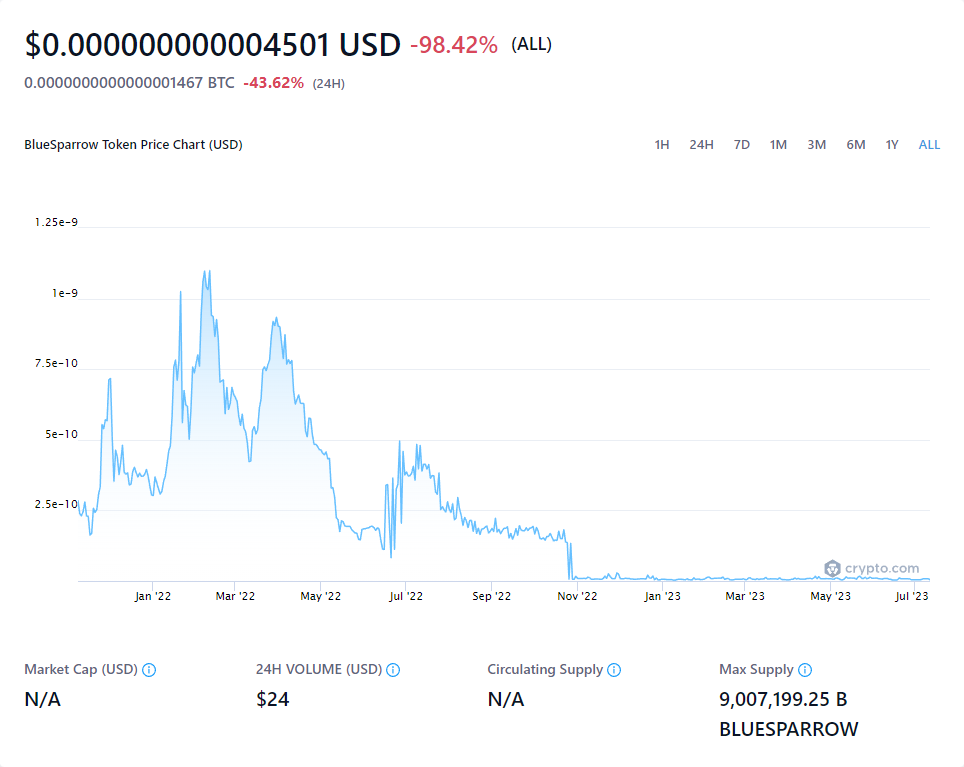 $0.000000000004501 USD -98.42% (ALL)
0.0000000000000001467 BTC -43.62% (24H)
BlueSparrow Token Price Chart (USD) 1H 24H 7D 1M 3M 6M 1Y ALL
1.25e-9
1e-9
7.5e-10
5e-10
2.5e-10
crypto.com
Jan '22 Mar '22 May '22 Jul '22 Sep '22 Nov '22 Jan '23 Mar '23 May '23 Jul '23
Market Cap (USD) 24H VOLUME (USD) Circulating Supply Max Supply
N/A $24 N/A 9,007,199.25 B
BLUESPARROW